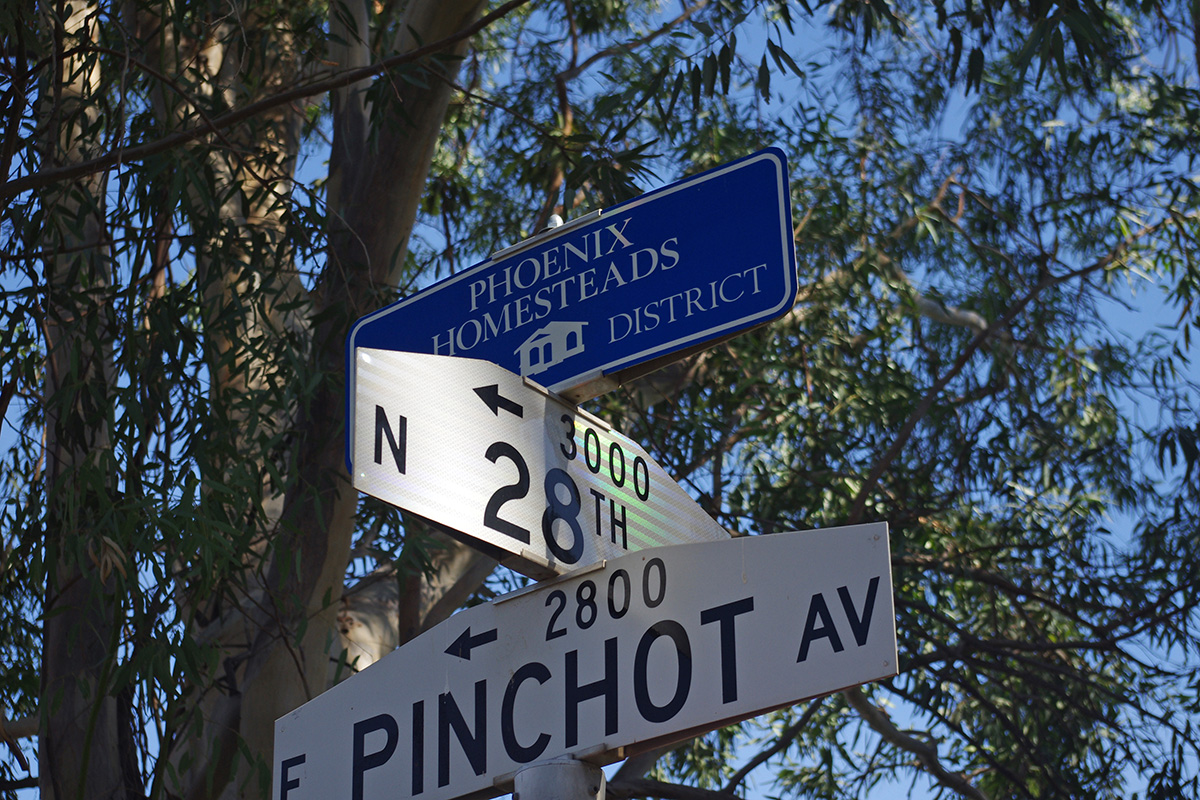 PHOENIX
HOMESTEADS
DISTRICT
←
3000
N 28TH
← 2800
E PINCHOT AV